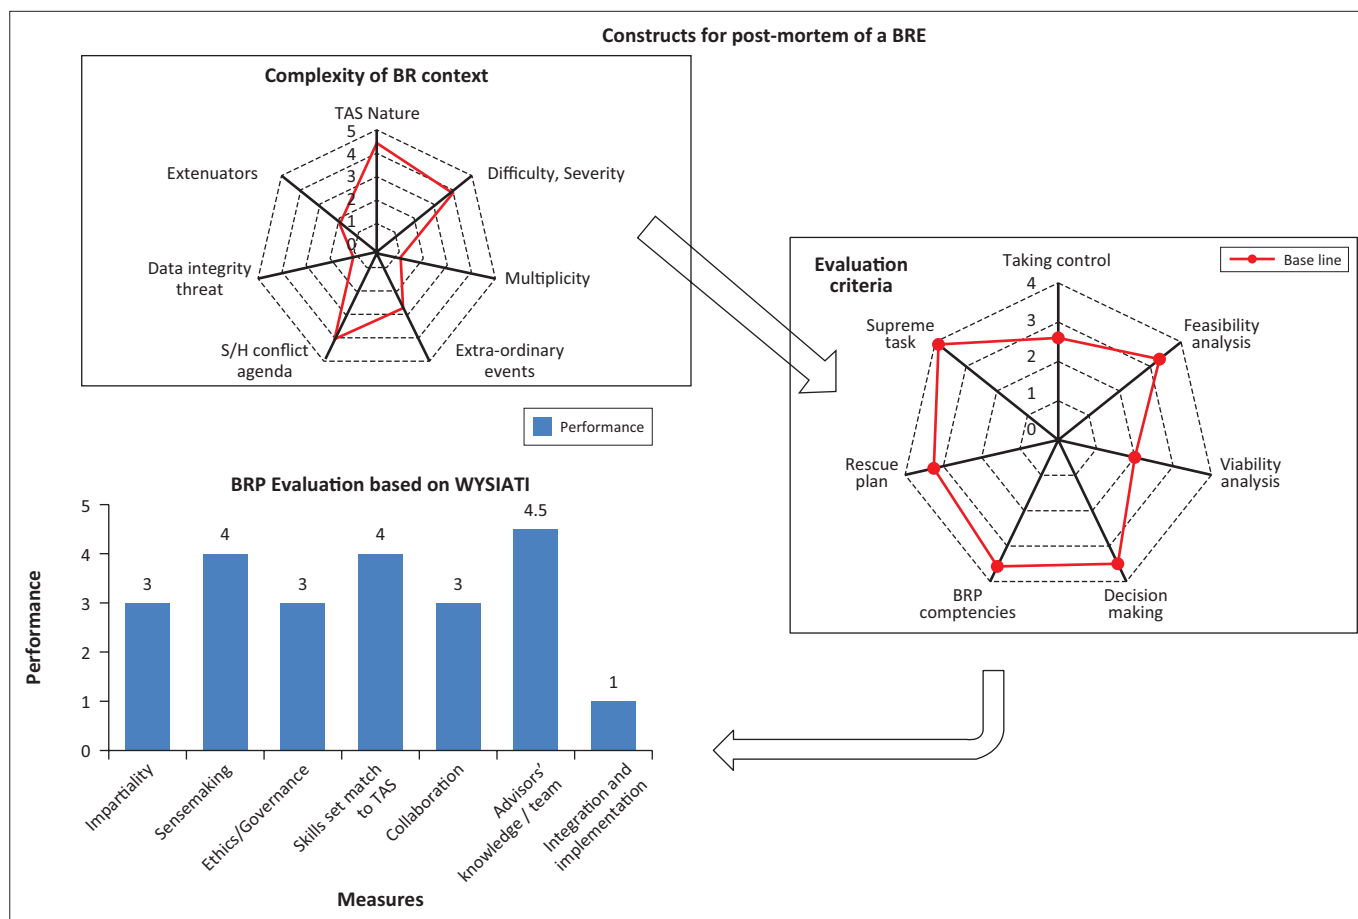 Constructs for post-mortem of a BRE
Complexity of BR context
TAS Nature
5
4
3
2
1
0
Extenuators
Difficulty, Severity
Data integrity
threat
Multiplicity
S/H conflict
agenda
Extra-ordinary
events
Evaluation
criteria
Base line
Taking control
4
3
2
1
0
Supreme
task
Feasibility
analysis
Rescue
plan
Viability
analysis
BRP
comptencies
Decision
making
Performance
BRP Evaluation based on WYSIATI
Performance
5
4
3
2
1
0
3
4
3
4
3
4.5
1
Impartiality
Sensemaking
Ethics/Governance
Skills set match
to TAS
Collaboration
Advisors'
knowledge / team
Integration and
implementation
Measures